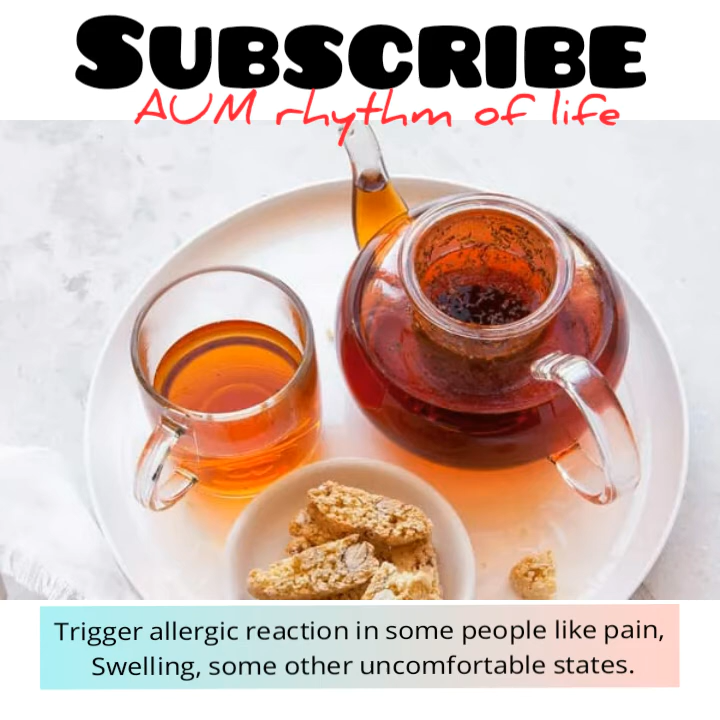 SUBSCRIBE
AUM rhythm of life
Trigger allergic reaction in some people like pain,
Swelling, some other uncomfortable states.